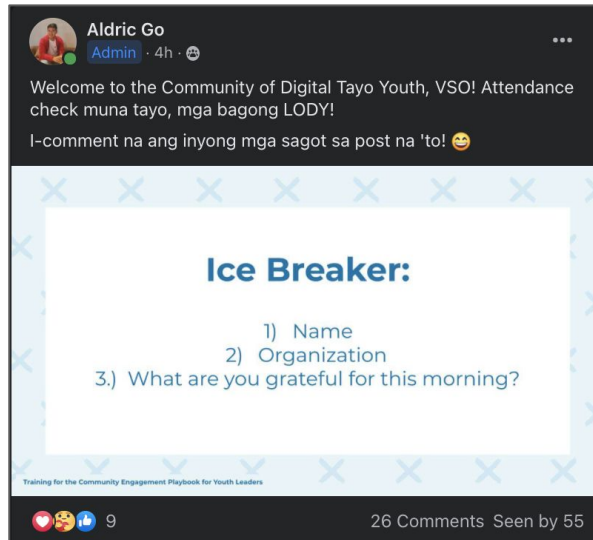 Aldric Go
Admin · 4h ·
Welcome to the Community of Digital Tayo Youth, VSO! Attendance
check muna tayo, mga bagong LODY!
I-comment na ang inyong mga sagot sa post na 'to! 😄
Ice Breaker:
1) Name
2) Organization
3.) What are you grateful for this morning?
Training for the Community Engagement Playbook for Youth Leaders
9
26 Comments Seen by 55